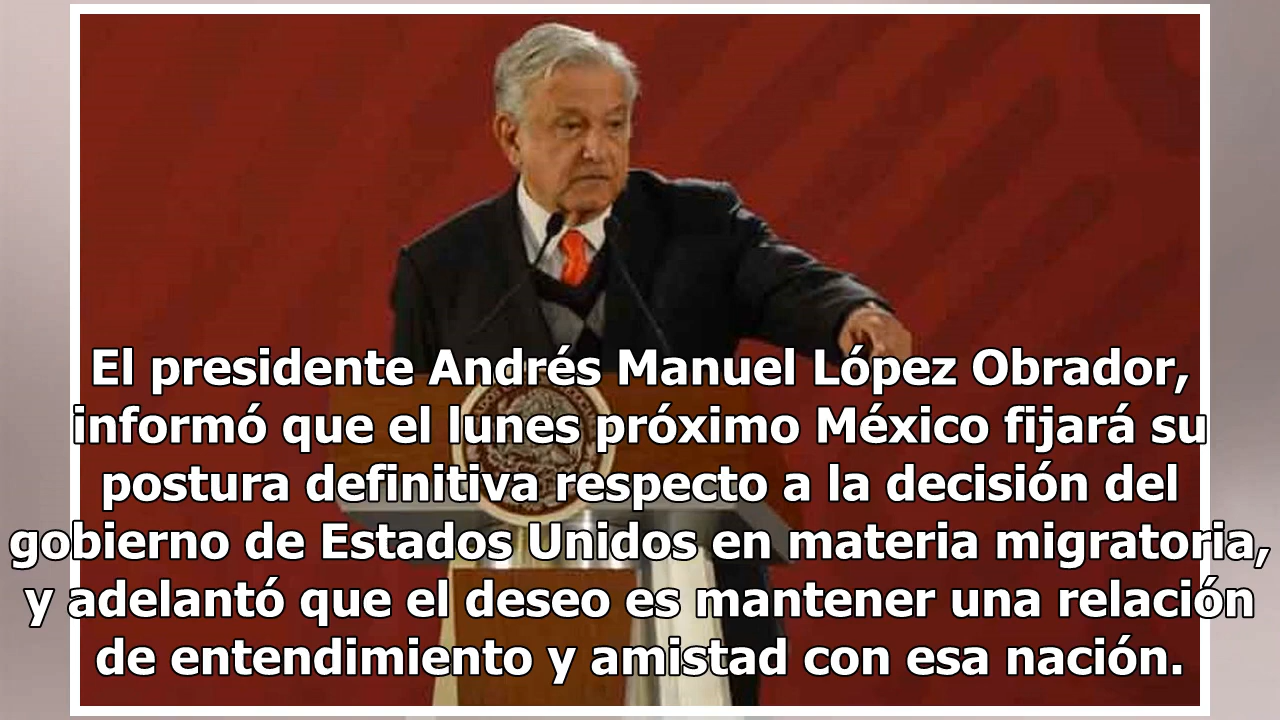 El presidente Andrés Manuel López Obrador,
informó que el lunes próximo México fijará su
postura definitiva respecto a la decisión del
gobierno de Estados Unidos en materia migratoria,
y adelantó que el deseo es mantener una relación
de entendimiento y amistad con esa nación.